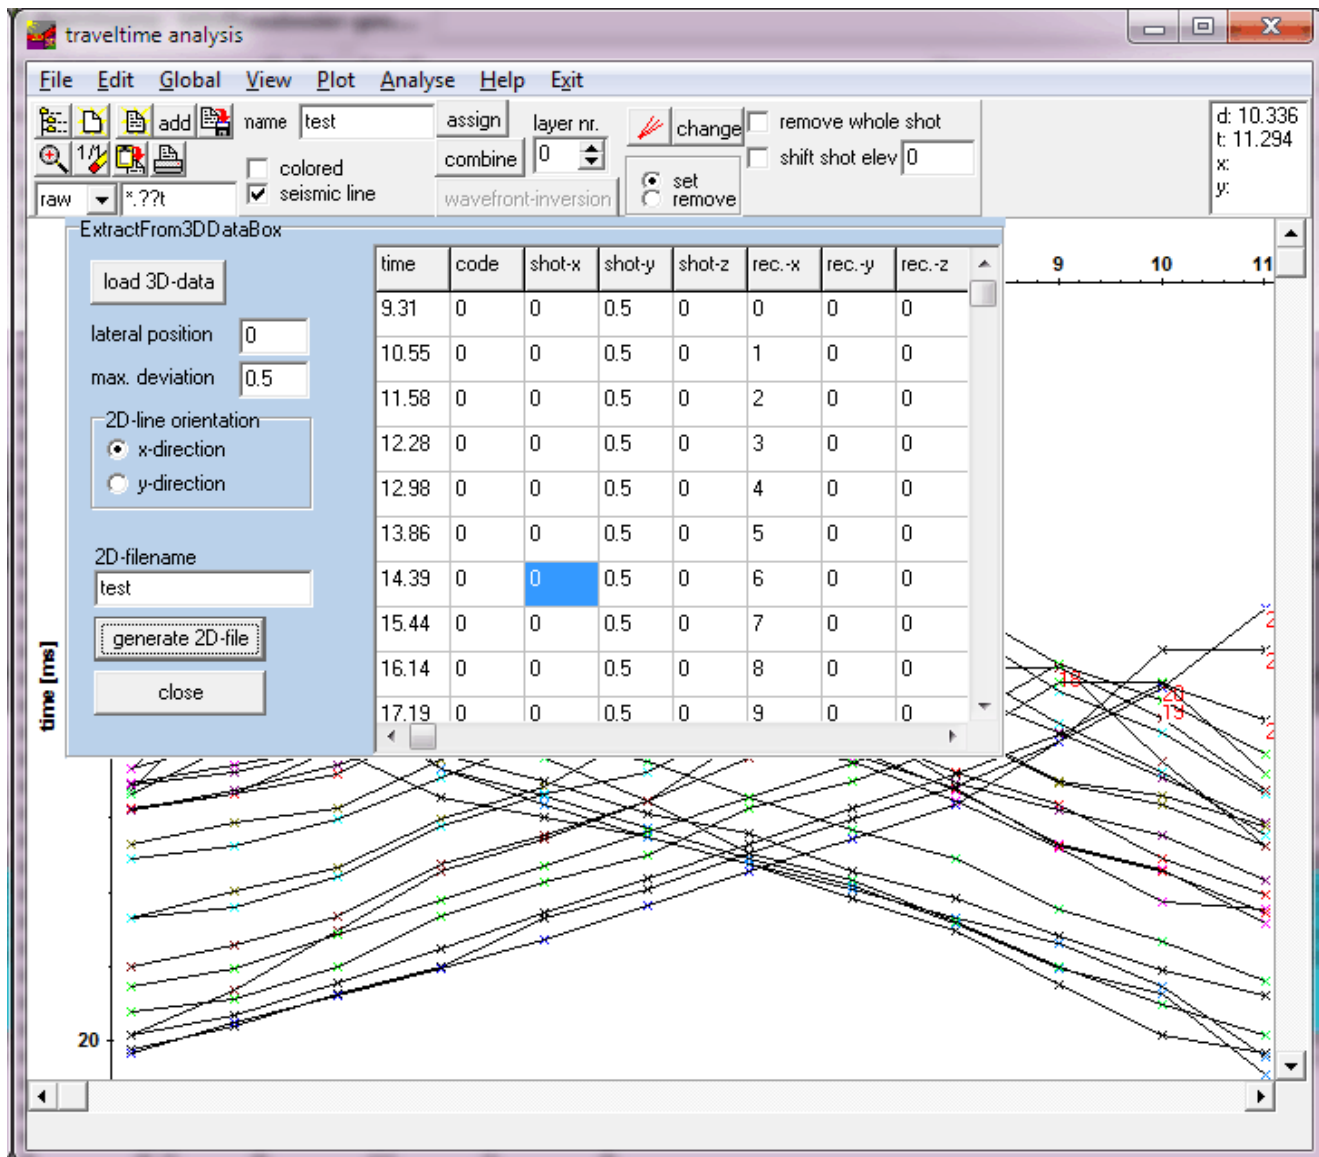 traveltime analysis
File Edit Global View Plot Analyse Help Exit
add name test assign layer nr. change remove whole shot d: 10.336
t: 11.294
1/1 colored combine 0 shift shot elev 0 x:
raw *.??t seismic line wavefront-inversion set y:
remove
ExtractFrom3DDataBox
load 3D-data
lateral position 0
max. deviation 0.5
2D-line orientation
x-direction
y-direction
2D-filename
test
generate 2D-file
close
time code shot-x shot-y shot-z rec.-x rec.-y rec.-z
9.31 0 0 0.5 0 0 0 0
10.55 0 0 0.5 0 1 0 0
11.58 0 0 0.5 0 2 0 0
12.28 0 0 0.5 0 3 0 0
12.98 0 0 0.5 0 4 0 0
13.86 0 0 0.5 0 5 0 0
14.39 0 0 0.5 0 6 0 0
15.44 0 0 0.5 0 7 0 0
16.14 0 0 0.5 0 8 0 0
17.19 0 0 0.5 0 9 0 0
9 10 11
time [ms]
20
18
20
19
2
2
2